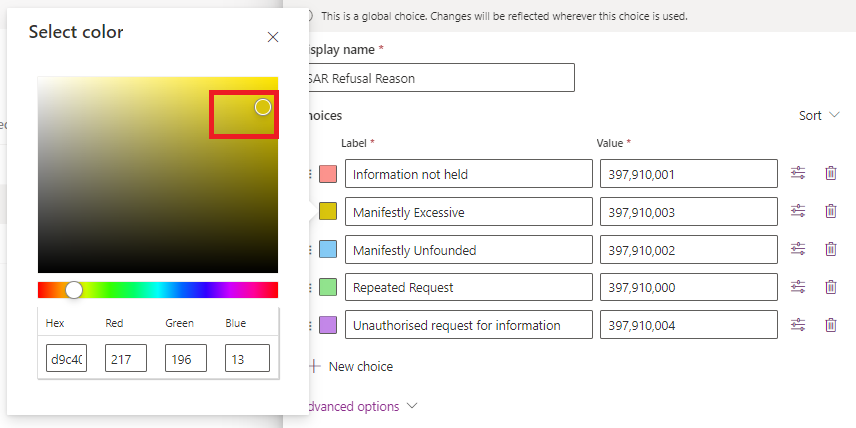 Select color
Hex Red Green Blue
217 196 13
This is a global choice. Changes will be reflected wherever this choice is used.
isplay name *
SAR Refusal Reason
hoices
Sort
Label * Value *
Information not held 397,910,001
Manifestly Excessive 397,910,003
Manifestly Unfounded 397,910,002
Repeated Request 397,910,000
Unauthorised request for information 397,910,004
New choice
dvanced options